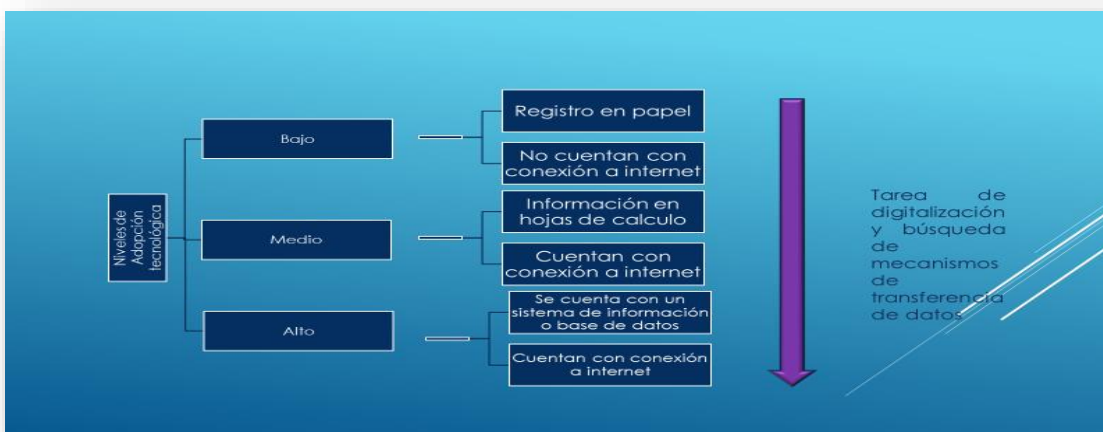 Niveles de
Adopción
tecnológica
Bajo
Registro en papel
No cuentan con
conexión a internet
Medio
Información en
hojas de calculo
Cuentan con
conexión a internet
Alto
Se cuenta con un
sistema de información
o base de datos
Cuentan con conexión
a internet
Tarea de
digitalización
y búsqueda
de
mecanismos
de
transferencia
de datos